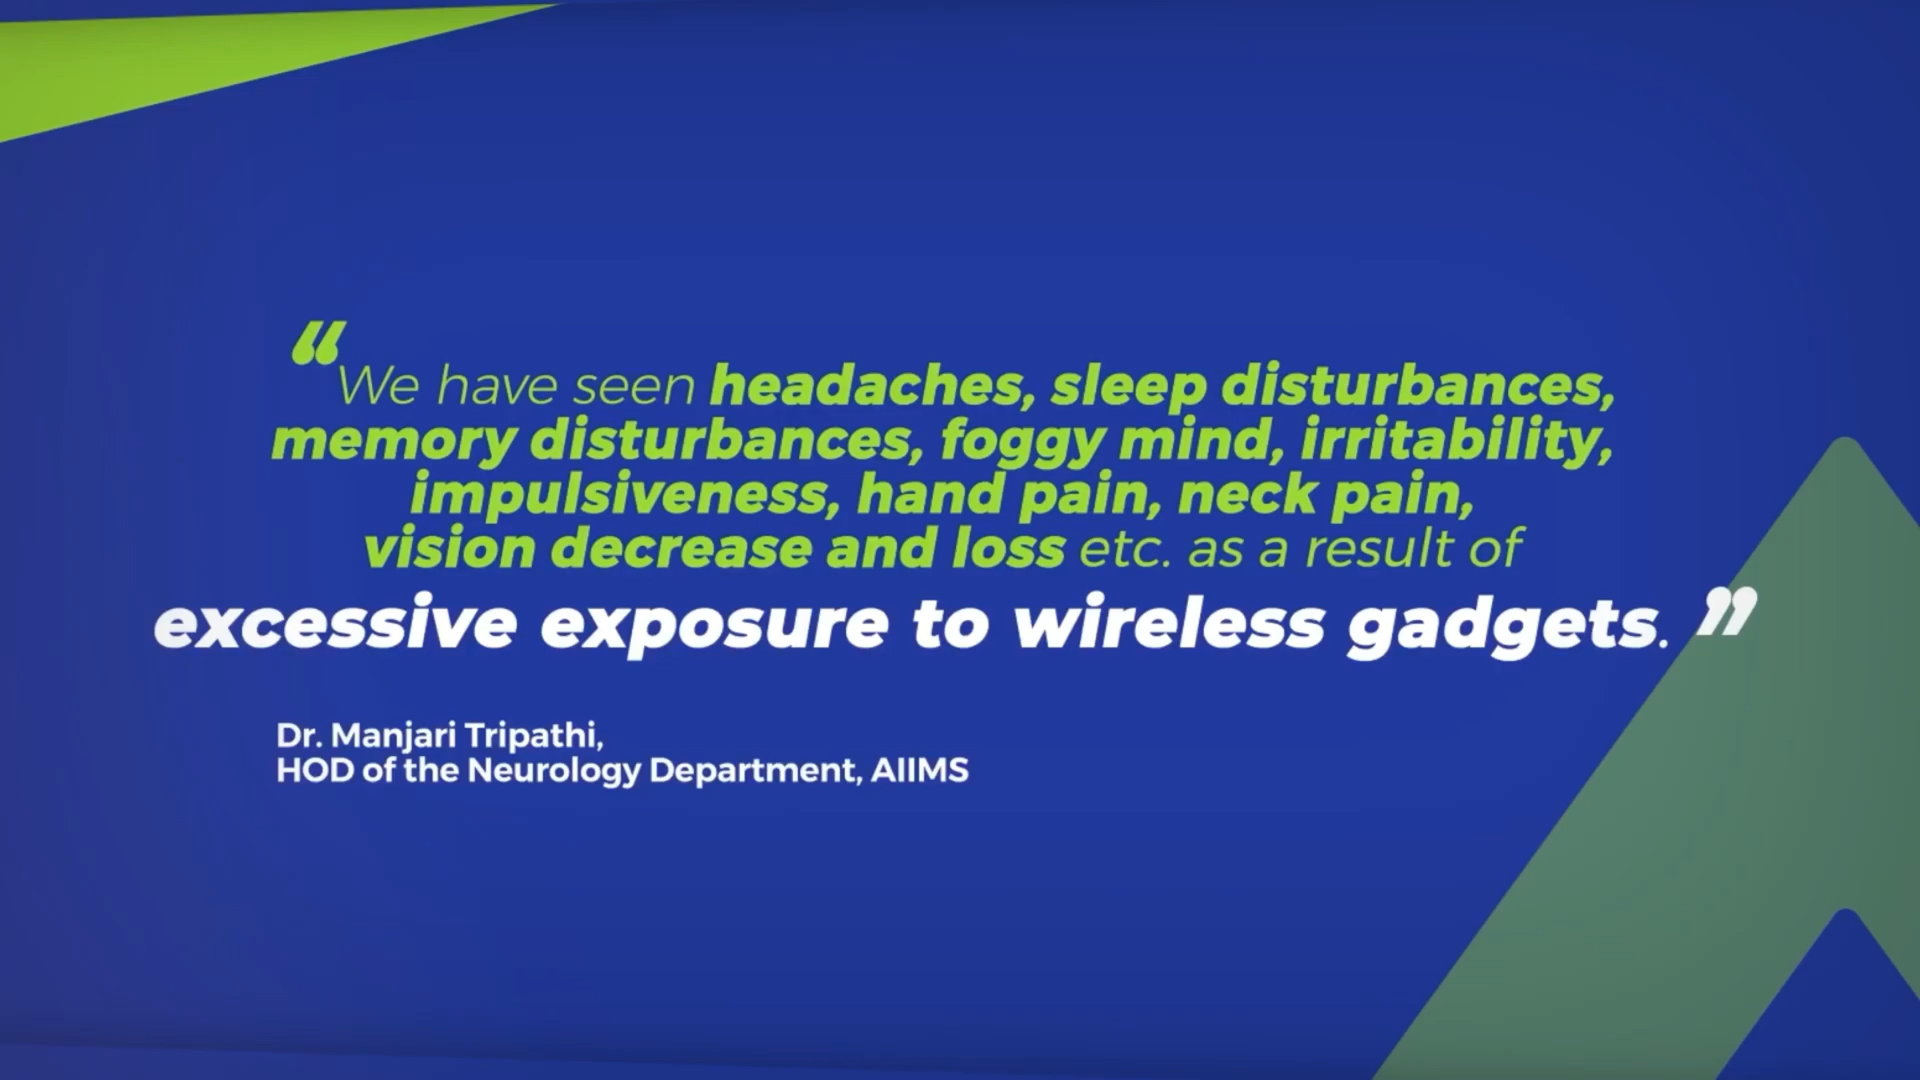 “We have seen headaches, sleep disturbances,
memory disturbances, foggy mind, irritability,
impulsiveness, hand pain, neck pain,
vision decrease and loss etc. as a result of
excessive exposure to wireless gadgets.”
Dr. Manjari Tripathi,
HOD of the Neurology Department, AIIMS